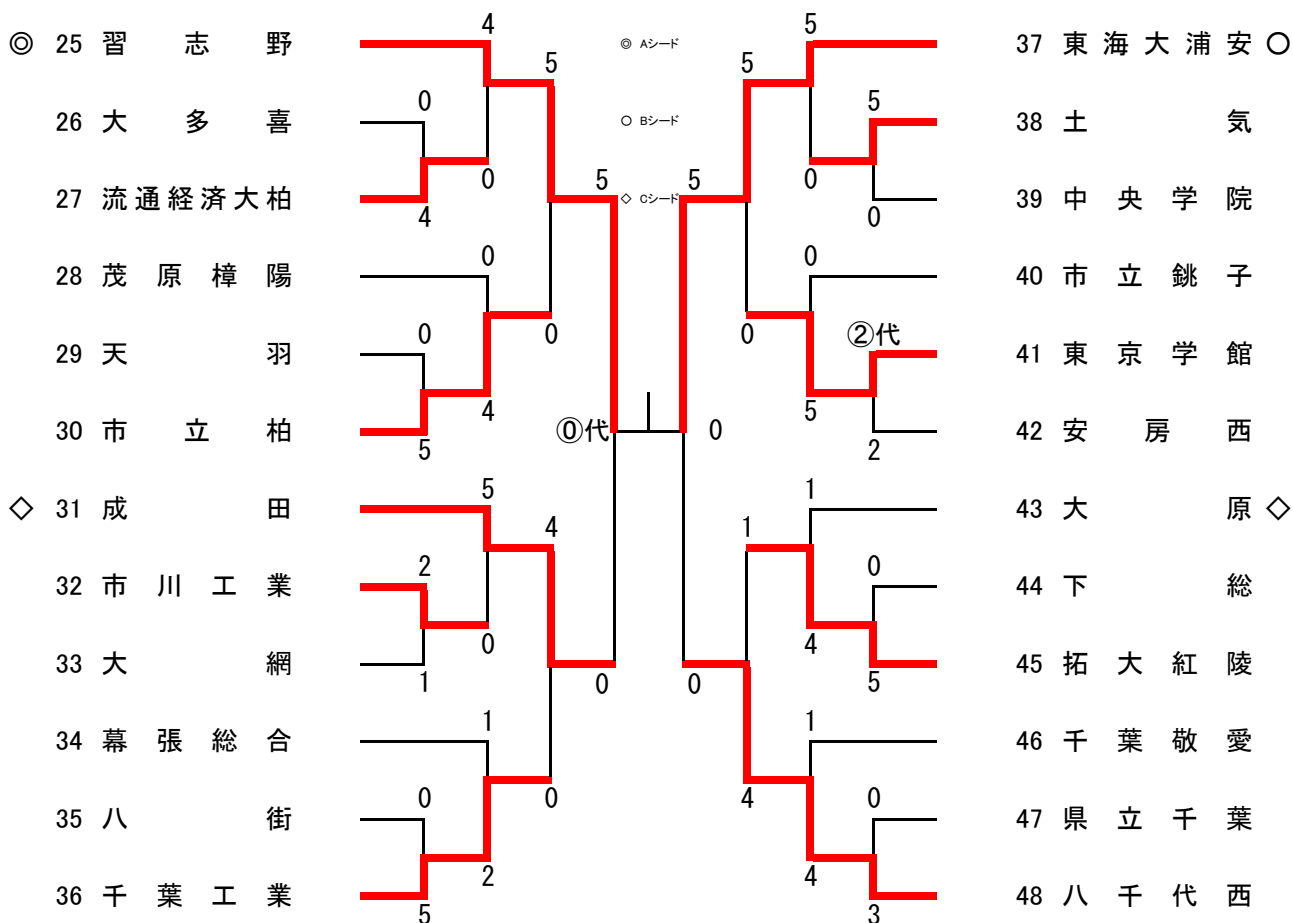 ◎ 25 習志野
26 大多喜
27 流通経済大柏
28 茂原樟陽
29 天羽
30 市立柏
◇ 31 成田
32 市川工業
33 大網
34 幕張総合
35 八街
36 千葉工業
4
0
0
4
5
0
0
0
4
5
0
5
2
0
1
4
1
0
2
5
0
5
⓪代
0
◎ Aシード
○ Bシード
◇ Cシード
5
0
0
5
0
5
5
0
0
0
②代
5
2
1
1
0
4
5
1
4
0
4
3
37 東海大浦安 ○
38 土気
39 中央学院
40 市立銚子
41 東京学館
42 安房西
43 大原 ◇
44 下総
45 拓大紅陵
46 千葉敬愛
47 県立千葉
48 八千代西